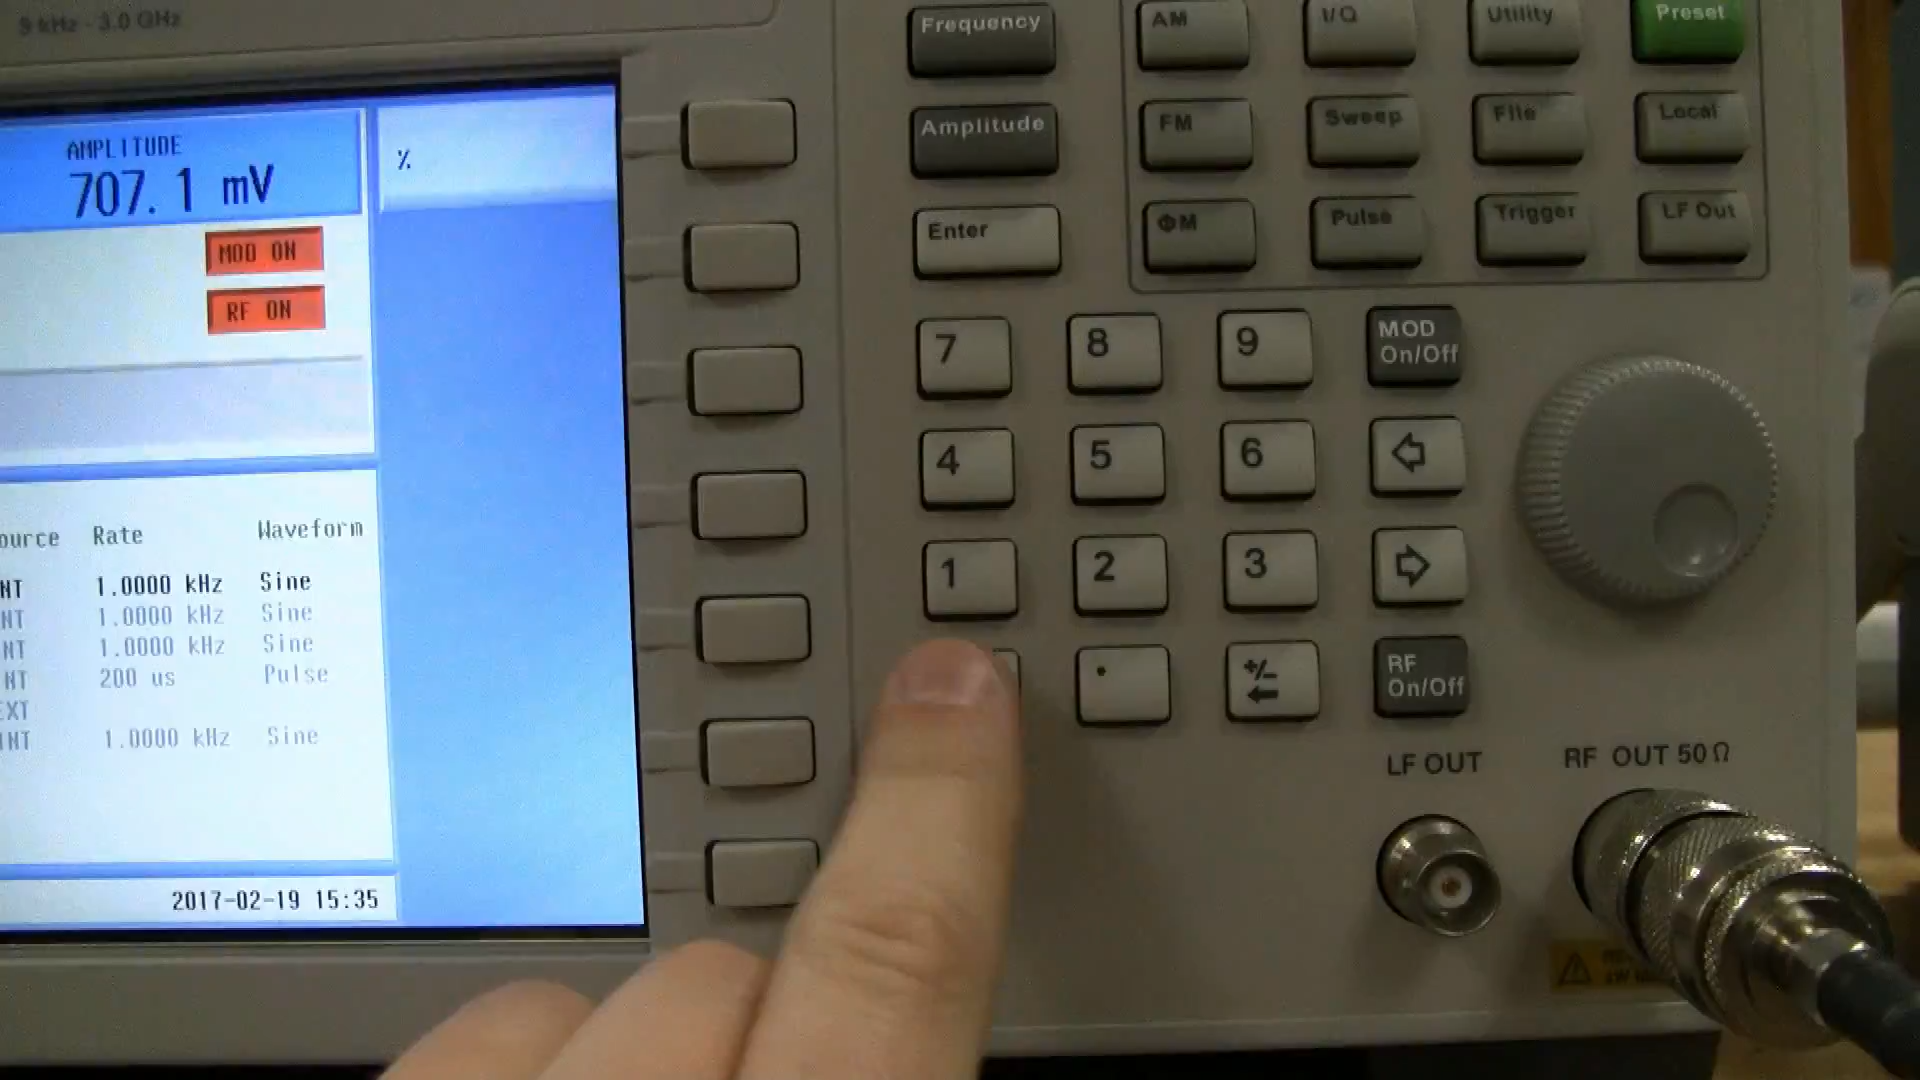 9 kHz - 3.0 GHz
AMPLITUDE
707.1 mV
%
MOD ON
RF ON
ource Rate Waveform
NT 1.0000 kHz Sine
NT 1.0000 kHz Sine
NT 1.0000 kHz Sine
NT 200 us Pulse
EXT
INT 1.0000 kHz Sine
2017-02-19 15:35
Frequency
AM
I/Q
Utility
Preset
Amplitude
FM
Sweep
File
Local
Enter
ΦM
Pulse
Trigger
LF Out
7
8
9
MOD
On/Off
4
5
6
1
2
3
.
+/-
RF
On/Off
LF OUT
RF OUT 50 Ω